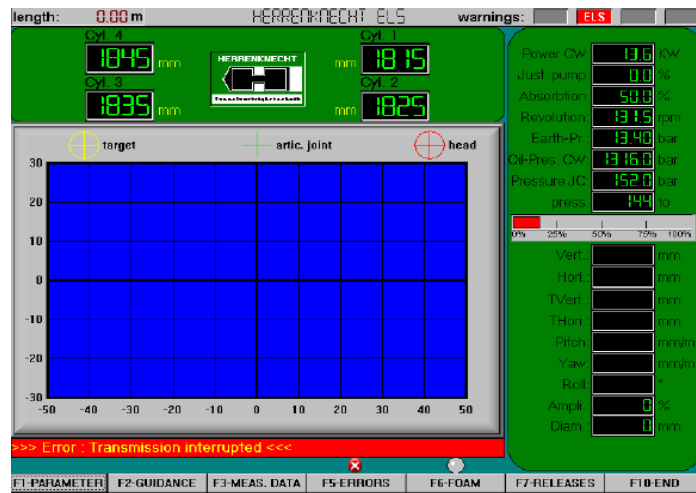 length: 0.00 m HERRENKNECHT ELS warnings: ELS
Cyl. 4 Cyl. 1
1845 mm mm 1815
HERRENKNECHT
Cyl. 3 Cyl. 2
1835 mm mm 1825
Power CW 13.6 KW
Just. pump 0.0 %
Absorbtion 50.0 %
Revolution: 131.5 rpm
Earth-Pr.: 13.40 bar
Oil-Pres. CW 1316.0 bar
Pressure JC 152.0 bar
press. 144 to
0% 25% 50% 75% 100%
target artic. joint head
30
20
10
0
-10
-20
-30
-50 -40 -30 -20 -10 0 10 20 30 40 50
Vert.: mm
Hori.: mm
TVert.: mm
THori.: mm
Pitch: mm/m
Yaw: mm/m
Roll: °
Ampli.: 0 %
Diam.: 0 mm
>>> Error : Transmission interrupted <<<
F1-PARAMETER F2-GUIDANCE F3-MEAS. DATA F5-ERRORS F6-FOAM F7-RELEASES F10-END